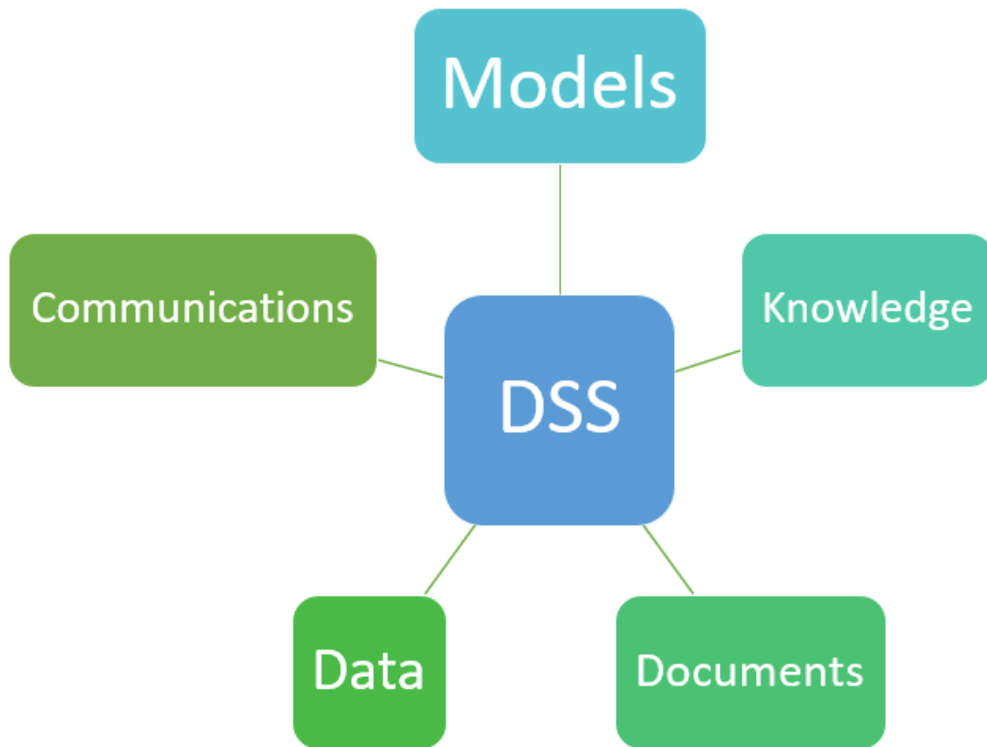 Models
Communications
Knowledge
DSS
Data
Documents